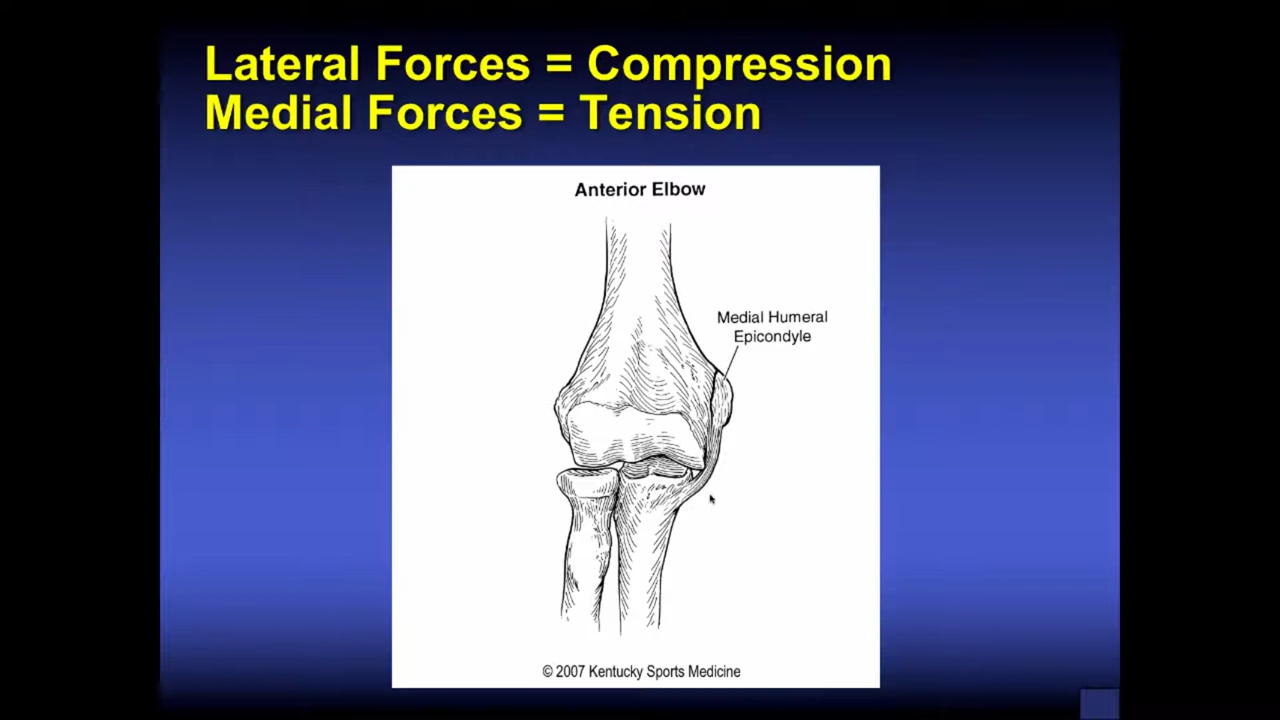 Lateral Forces = Compression
Medial Forces = Tension
Anterior Elbow
Medial Humeral
Epicondyle
© 2007 Kentucky Sports Medicine